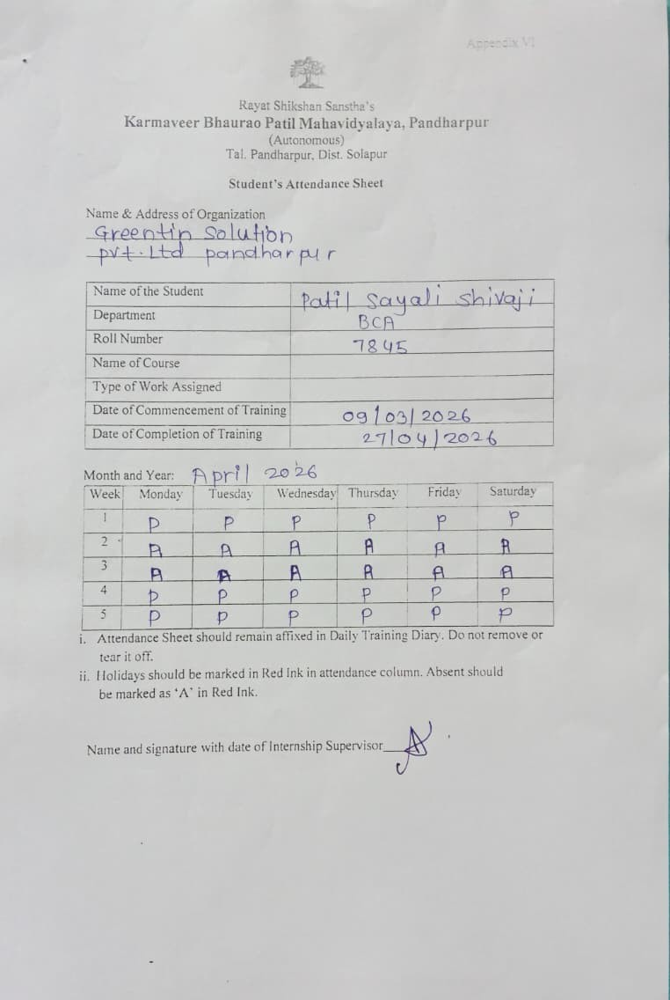 Appendix VI
Rayat Shikshan Sanstha's
Karmaveer Bhaurao Patil Mahavidyalaya, Pandharpur
(Autonomous)
Tal. Pandharpur, Dist. Solapur
Student's Attendance Sheet
Name & Address of Organization
Greentin Solution
pvt. Ltd pandharpur
Name of the Student Patil Sayali Shivaji
Department BCA
Roll Number 7845
Name of Course
Type of Work Assigned
Date of Commencement of Training 09/03/2026
Date of Completion of Training 27/04/2026
Month and Year: April 2026
Week Monday Tuesday Wednesday Thursday Friday Saturday
1 P P P P P P
2 A A A A A A
3 A A A A A A
4 P P P P P P
5 P P P P P P
i. Attendance Sheet should remain affixed in Daily Training Diary. Do not remove or
tear it off.
ii. Holidays should be marked in Red Ink in attendance column. Absent should
be marked as 'A' in Red Ink.
Name and signature with date of Internship Supervisor